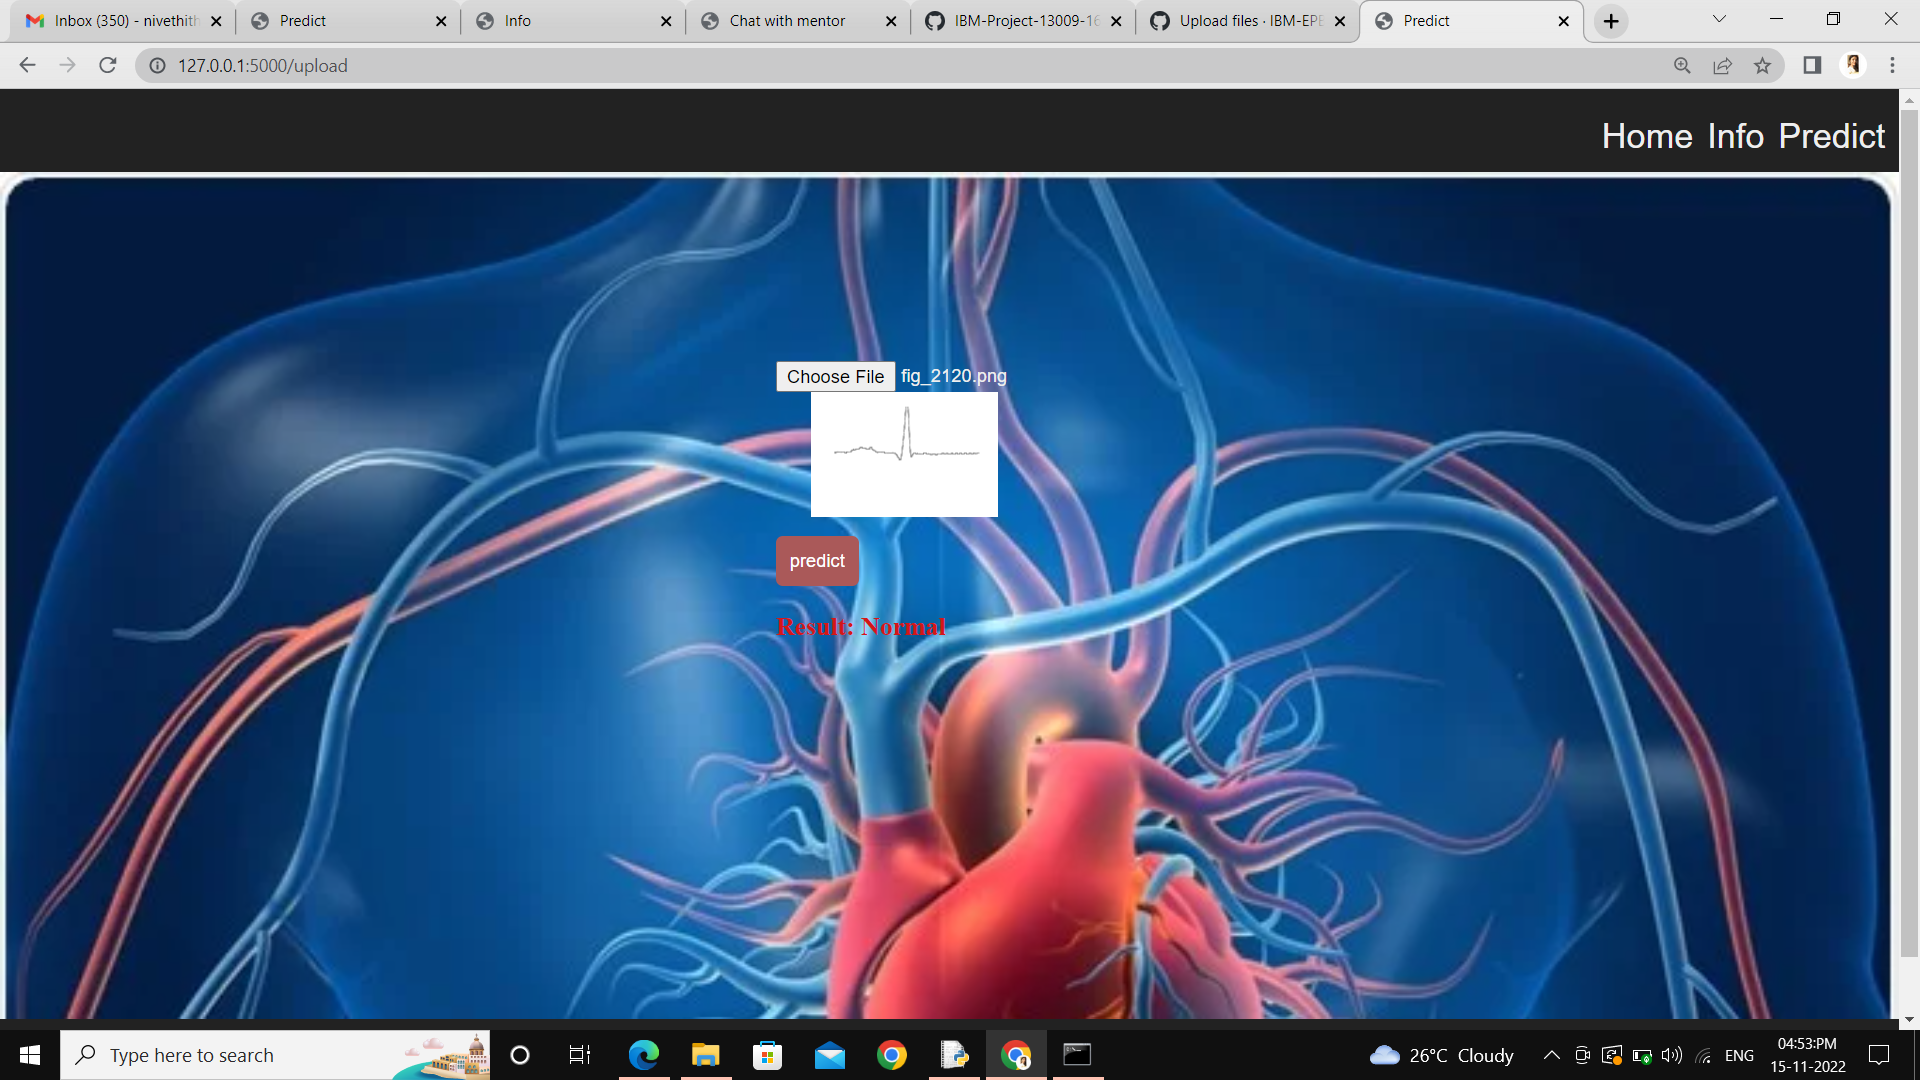 Inbox (350) - nivethith
Predict
Info
Chat with mentor
IBM-Project-13009-16
Upload files · IBM-EPB
Predict
127.0.0.1:5000/upload
Home Info Predict
Choose File fig_2120.png
predict
Result: Normal
Type here to search
26°C Cloudy
ENG
04:53:PM
15-11-2022